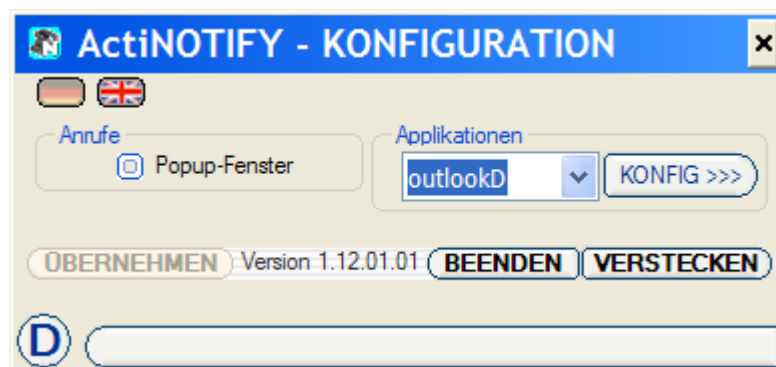 ActiNOTIFY - KONFIGURATION
Anrufe
Applikationen
Popup-Fenster
outlookD
KONFIG >>>
ÜBERNEHMEN Version 1.12.01.01 BEENDEN VERSTECKEN
D